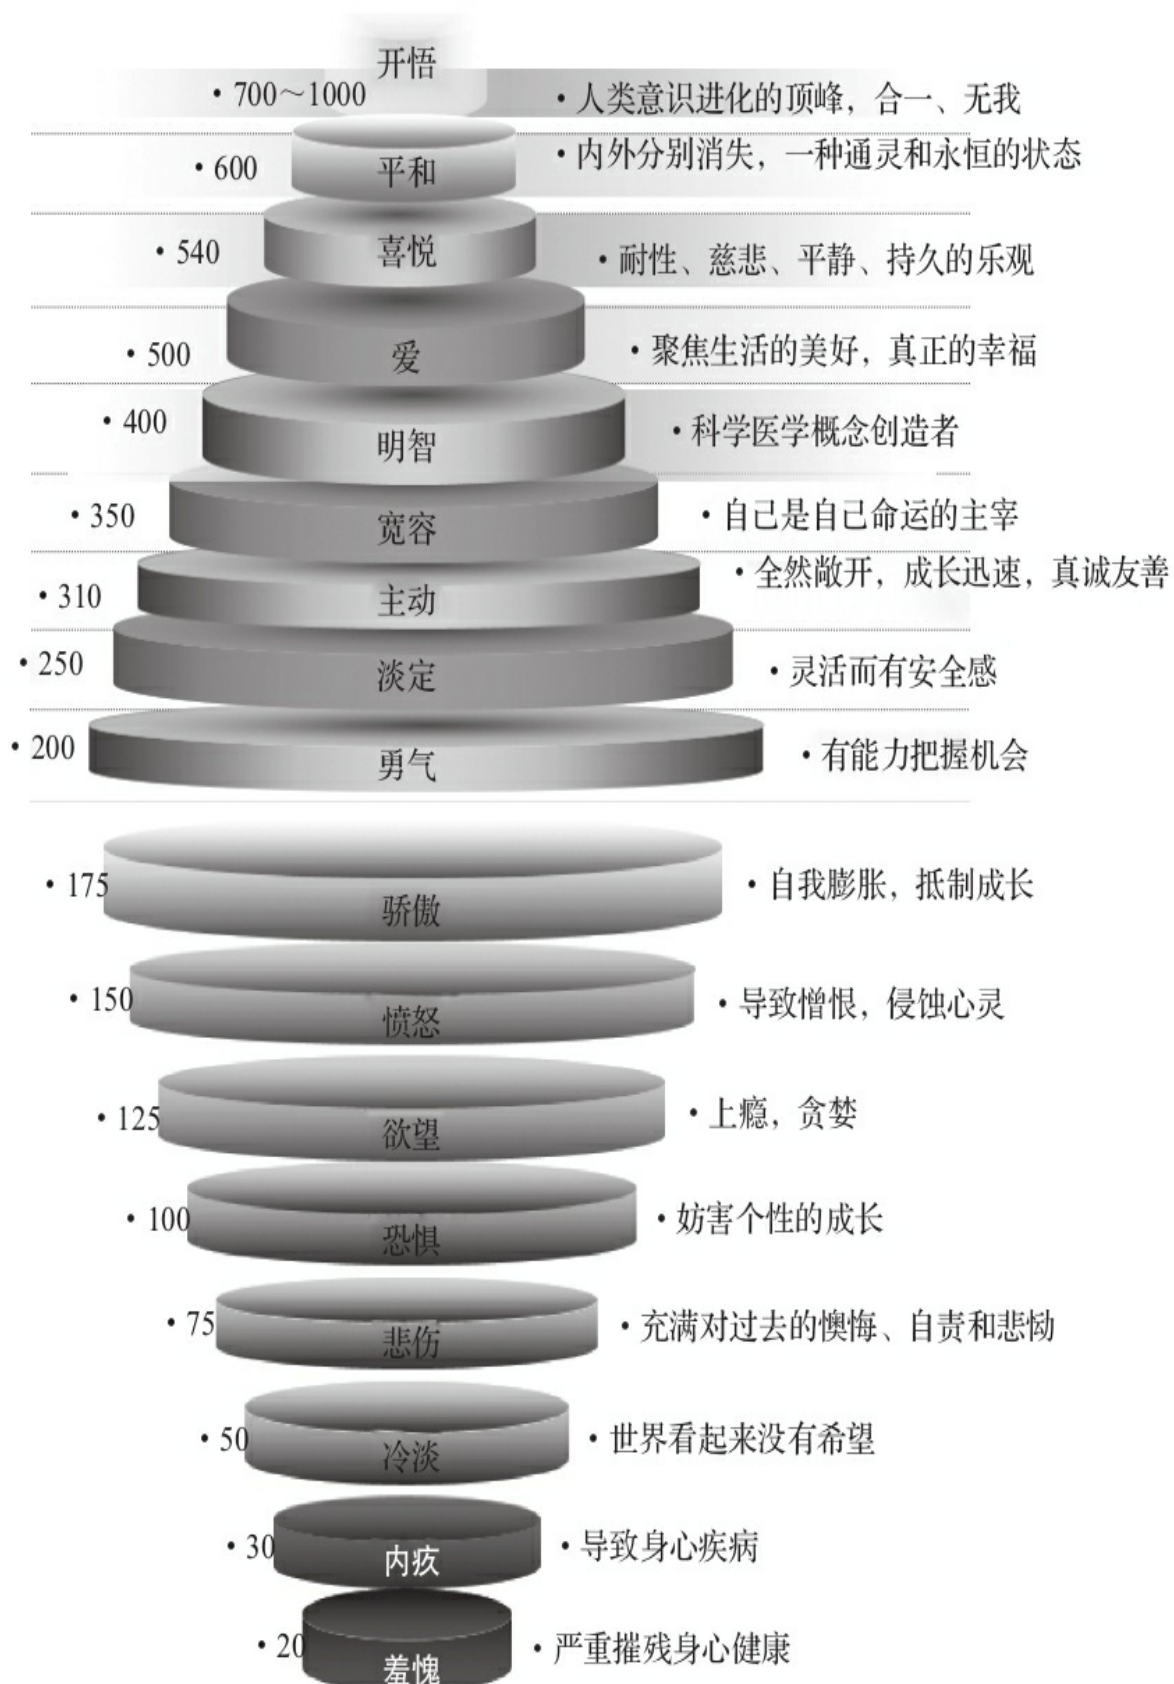 开悟
· 700～1000
· 人类意识进化的顶峰，合一、无我
· 600
平和
· 内外分别消失，一种通灵和永恒的状态
· 540
喜悦
· 耐性、慈悲、平静、持久的乐观
· 500
爱
· 聚焦生活的美好，真正的幸福
· 400
明智
· 科学医学概念创造者
· 350
宽容
· 自己是自己命运的主宰
· 310
主动
· 全然敞开，成长迅速，真诚友善
· 250
淡定
· 灵活而有安全感
· 200
勇气
· 有能力把握机会
· 175
骄傲
· 自我膨胀，抵制成长
· 150
愤怒
· 导致憎恨，侵蚀心灵
· 125
欲望
· 上瘾，贪婪
· 100
恐惧
· 妨害个性的成长
· 75
悲伤
· 充满对过去的懊悔、自责和悲恸
· 50
冷淡
· 世界看起来没有希望
· 30
内疚
· 导致身心疾病
· 20
羞愧
· 严重摧残身心健康